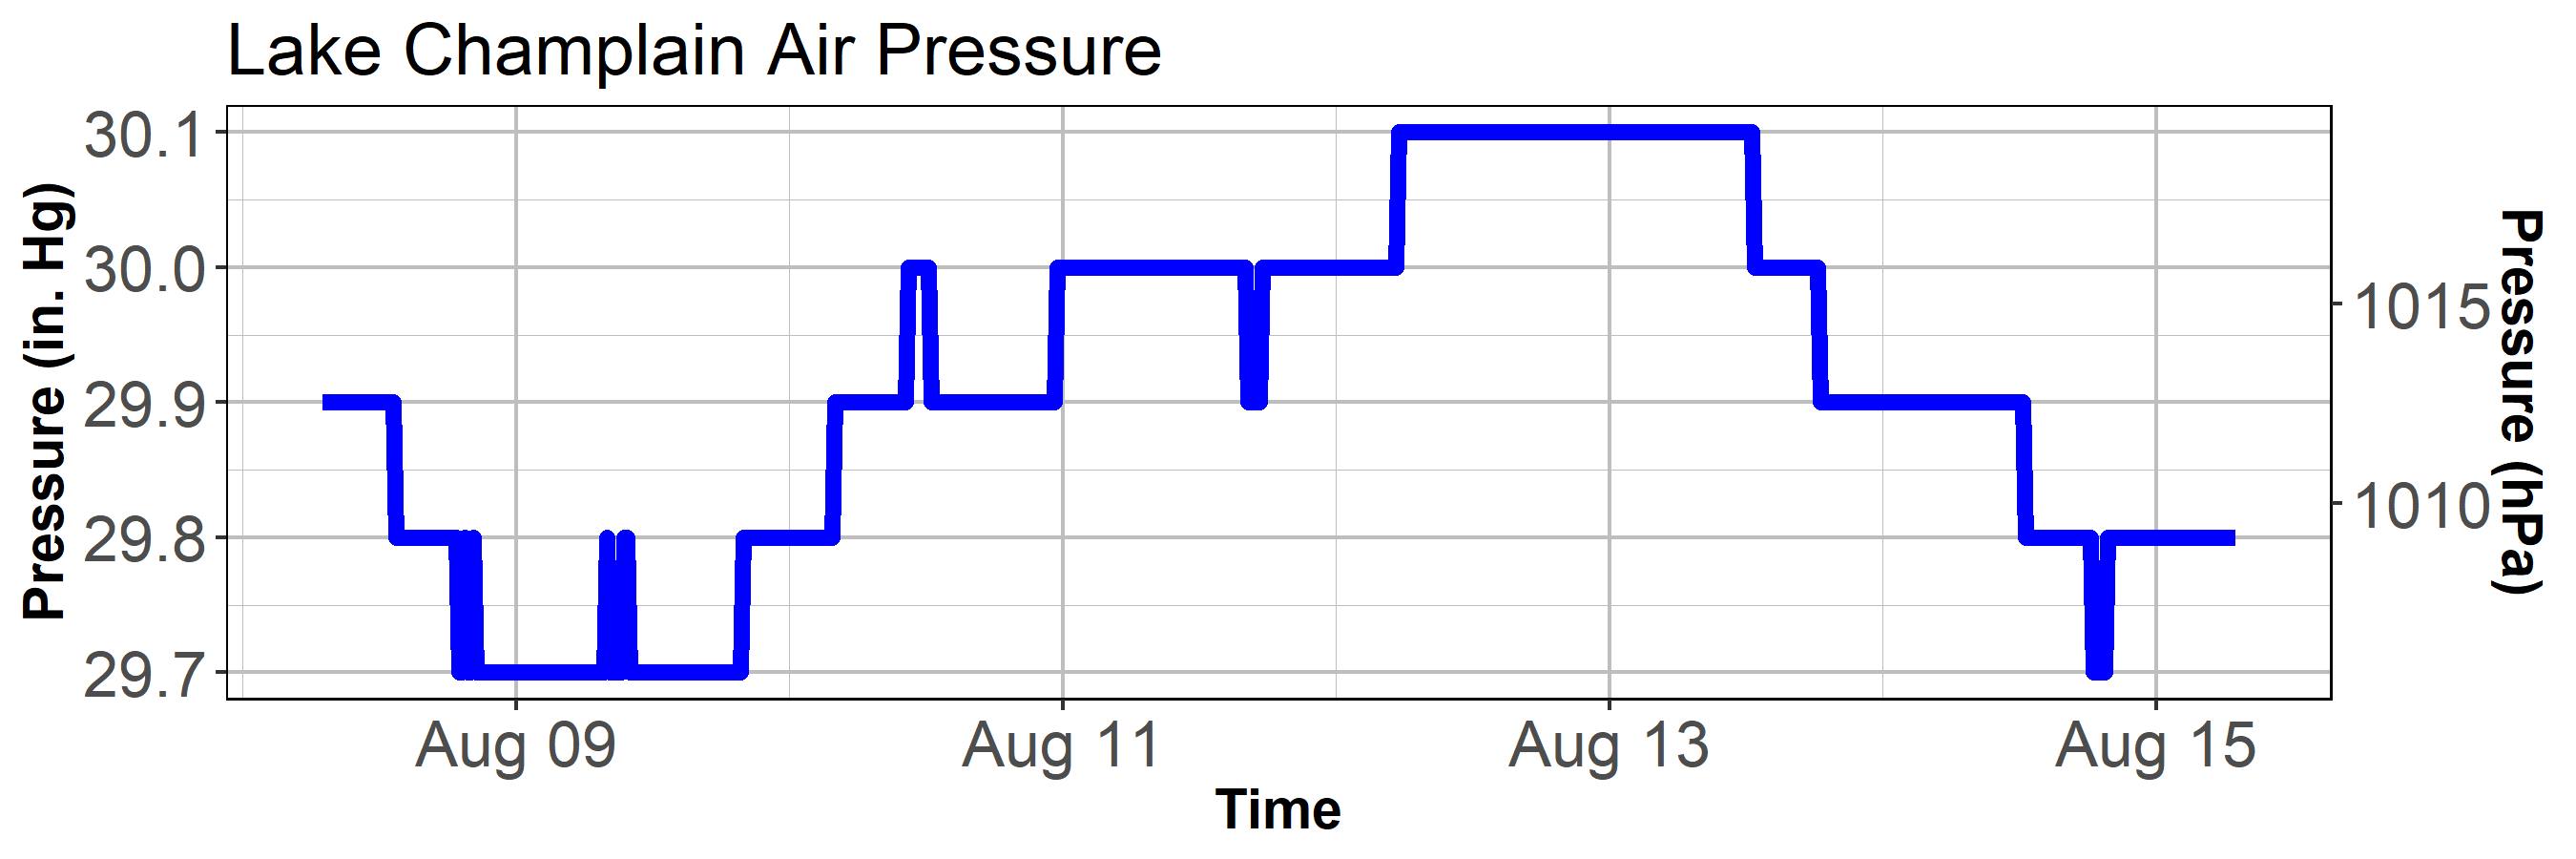 Lake Champlain Air Pressure
Pressure (in. Hg)
30.1
30.0
29.9
29.8
29.7
1015
1010
Pressure (hPa)
Aug 09
Aug 11
Aug 13
Aug 15
Time